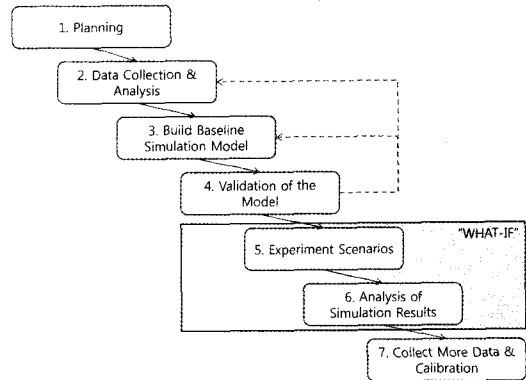 1. Planning
2. Data Collection &
Analysis
3. Build Baseline
Simulation Model
4. Validation of the
Model
"WHAT-IF"
5. Experiment Scenarios
6. Analysis of
Simulation Results
7. Collect More Data &
Calibration